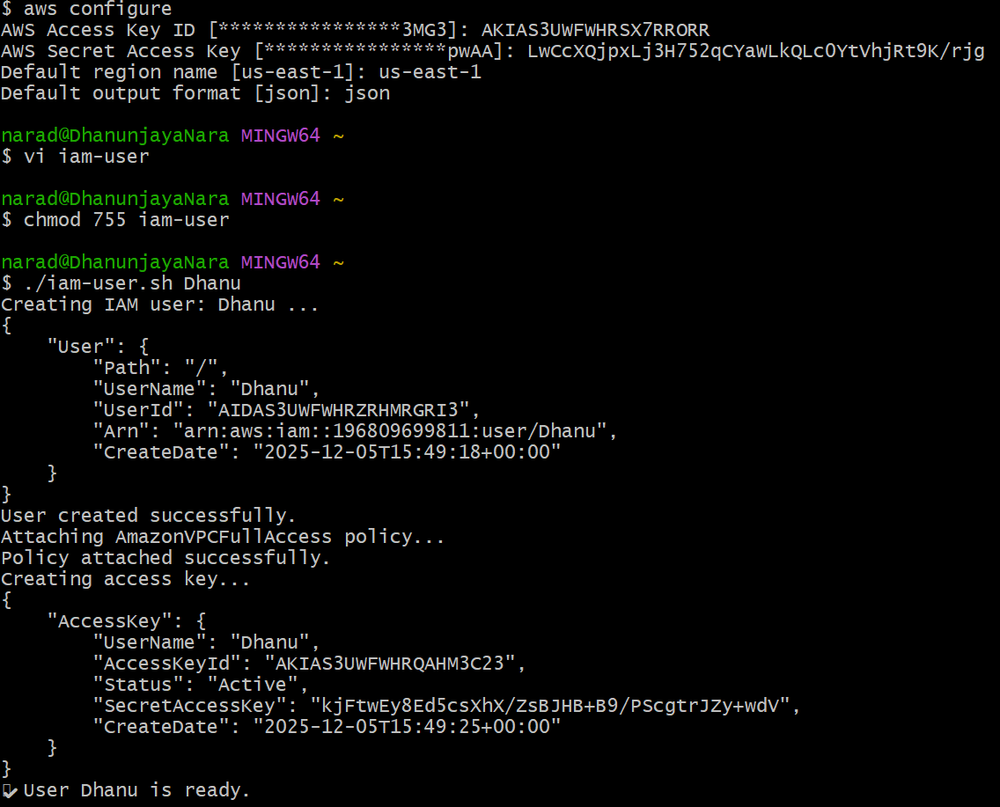 $ aws configure
AWS Access Key ID [****************3MG3]: AKIAS3UWFWHRSX7RRORR
AWS Secret Access Key [****************pwAA]: 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
Default region name [us-east-1]: us-east-1
Default output format [json]: json
narad@DhanunjayaNara MINGW64 ~
$ vi iam-user
narad@DhanunjayaNara MINGW64 ~
$ chmod 755 iam-user
narad@DhanunjayaNara MINGW64 ~
$ ./iam-user.sh Dhanu
Creating IAM user: Dhanu ...
{
    "User": {
        "Path": "/",
        "UserName": "Dhanu",
        "UserId": "AIDAS3UWFWHRZRHMRGRI3",
        "Arn": "arn:aws:iam::196809699811:user/Dhanu",
        "CreateDate": "2025-12-05T15:49:18+00:00"
    }
}
User created successfully.
Attaching AmazonVPCFullAccess policy...
Policy attached successfully.
Creating access key...
{
    "AccessKey": {
        "UserName": "Dhanu",
        "AccessKeyId": "AKIAS3UWFWHRQAHM3C23",
        "Status": "Active",
        "SecretAccessKey": "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",
        "CreateDate": "2025-12-05T15:49:25+00:00"
    }
}
✔ User Dhanu is ready.